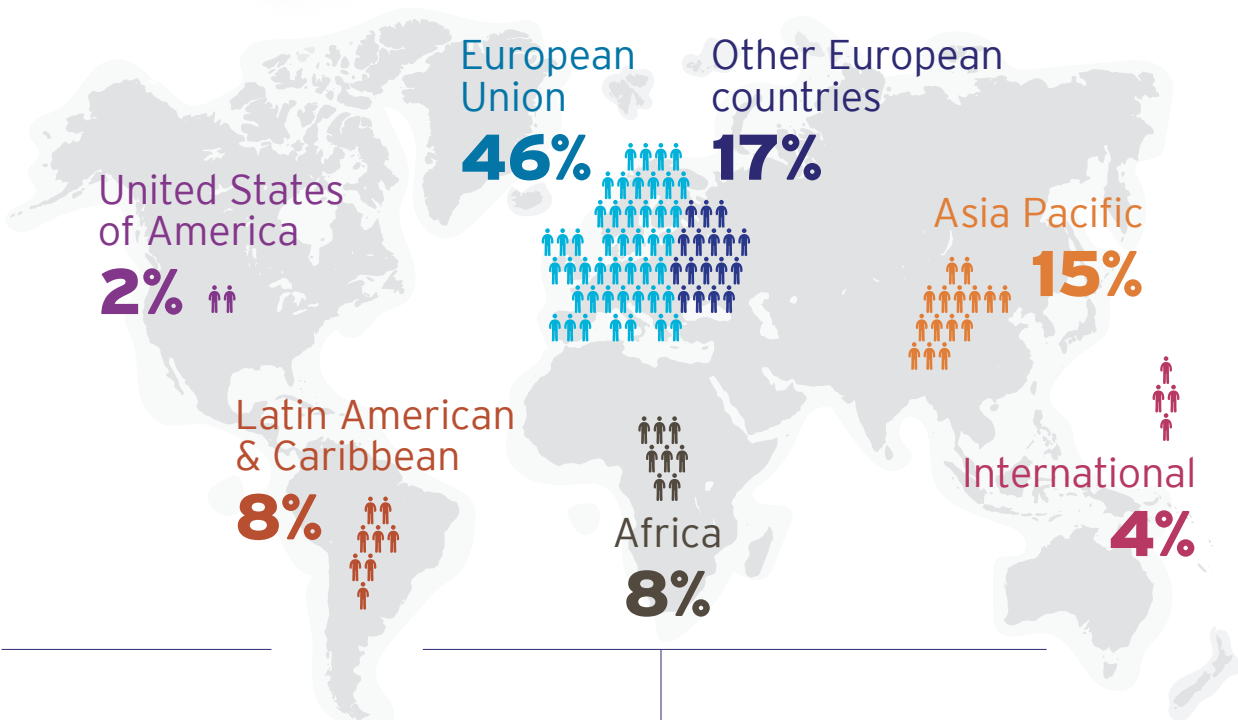 European
Union
46%
Other European
countries
17%
United States
of America
2%
Asia Pacific
15%
Latin American
& Caribbean
8%
Africa
8%
International
4%